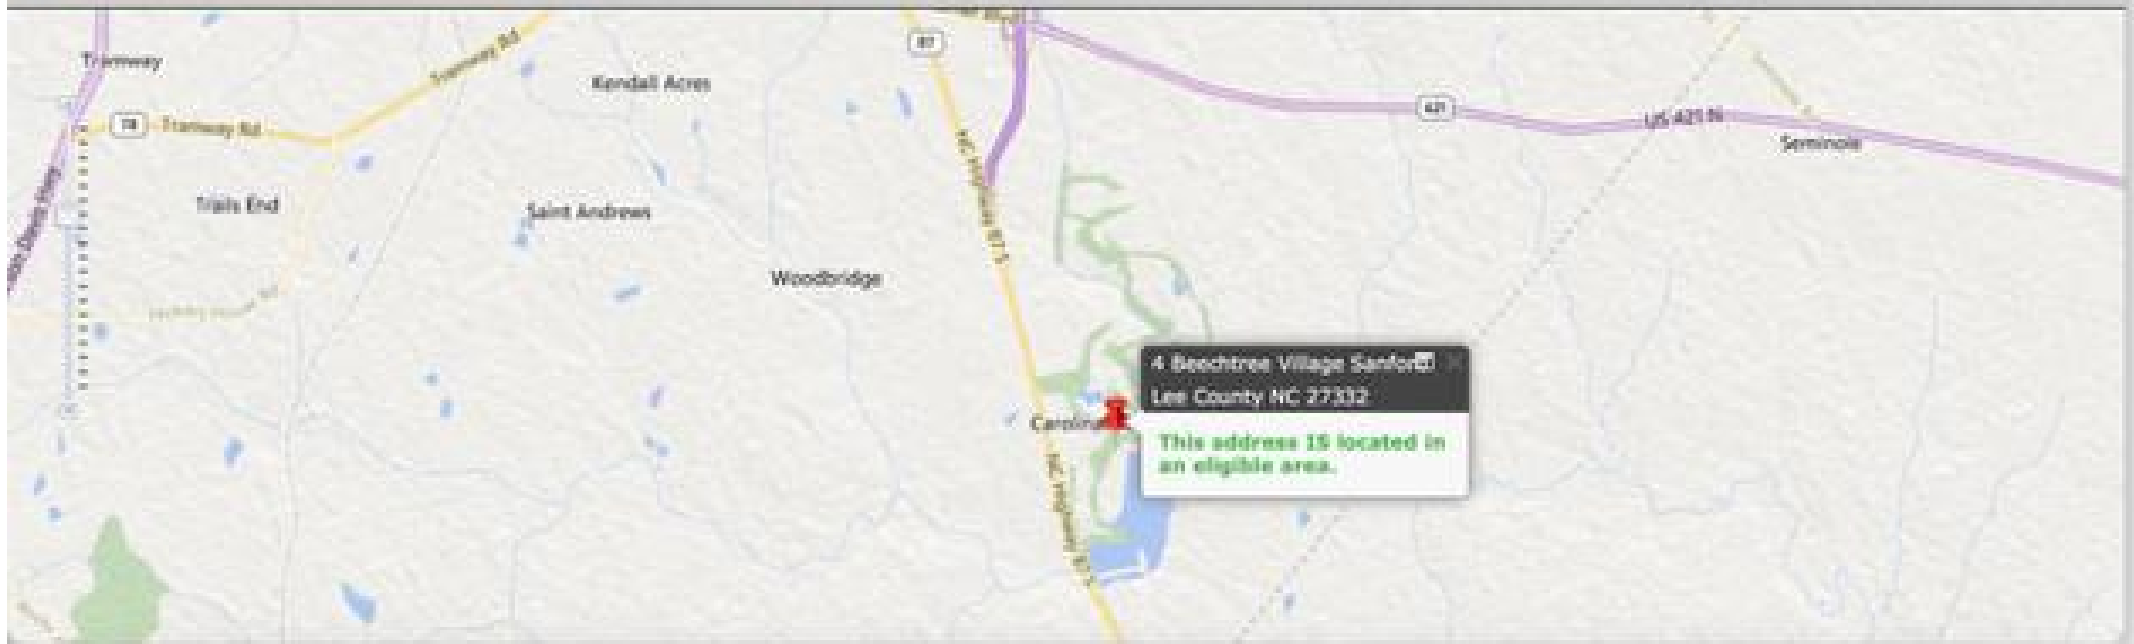 87
Tramway Rd
Tramway
Kendall Acres
421
78
Tramway Rd
US 421 N
Seminole
NC Highway 87 S
Trails End
Saint Andrews
Davis Hwy
Woodbridge
4 Beechtree Village Sanford
Lee County NC 27332
Carolina
This address IS located in
an eligible area.
NC Highway 87 S